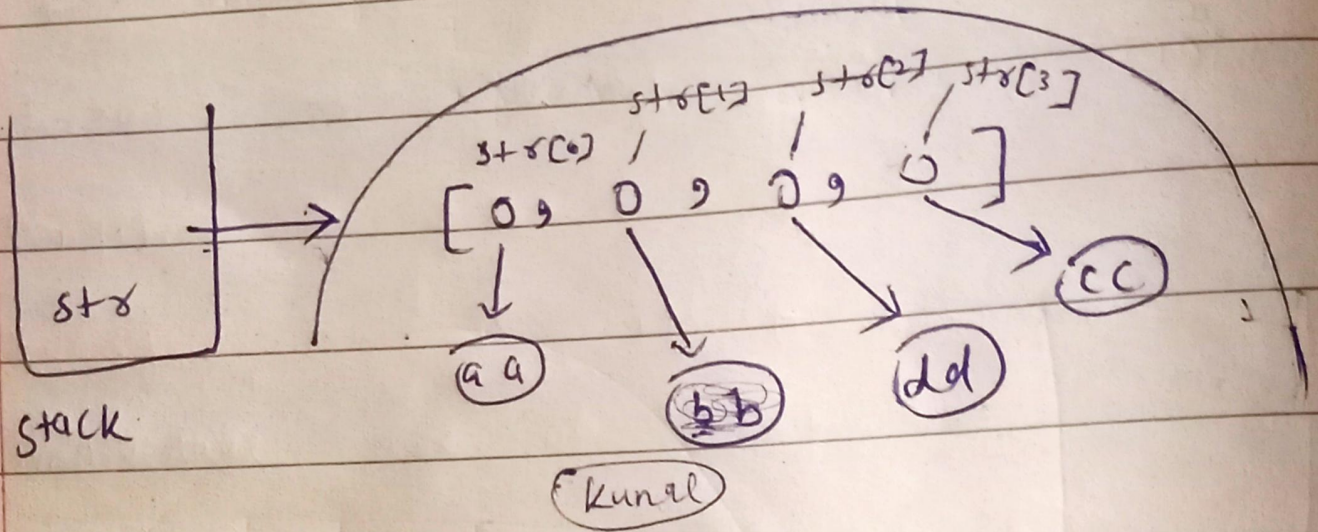 str[0] str[1] str[2] str[3]
[ 0, 0, 0, 0 ]
str
aa bb dd cc
stack
kunal